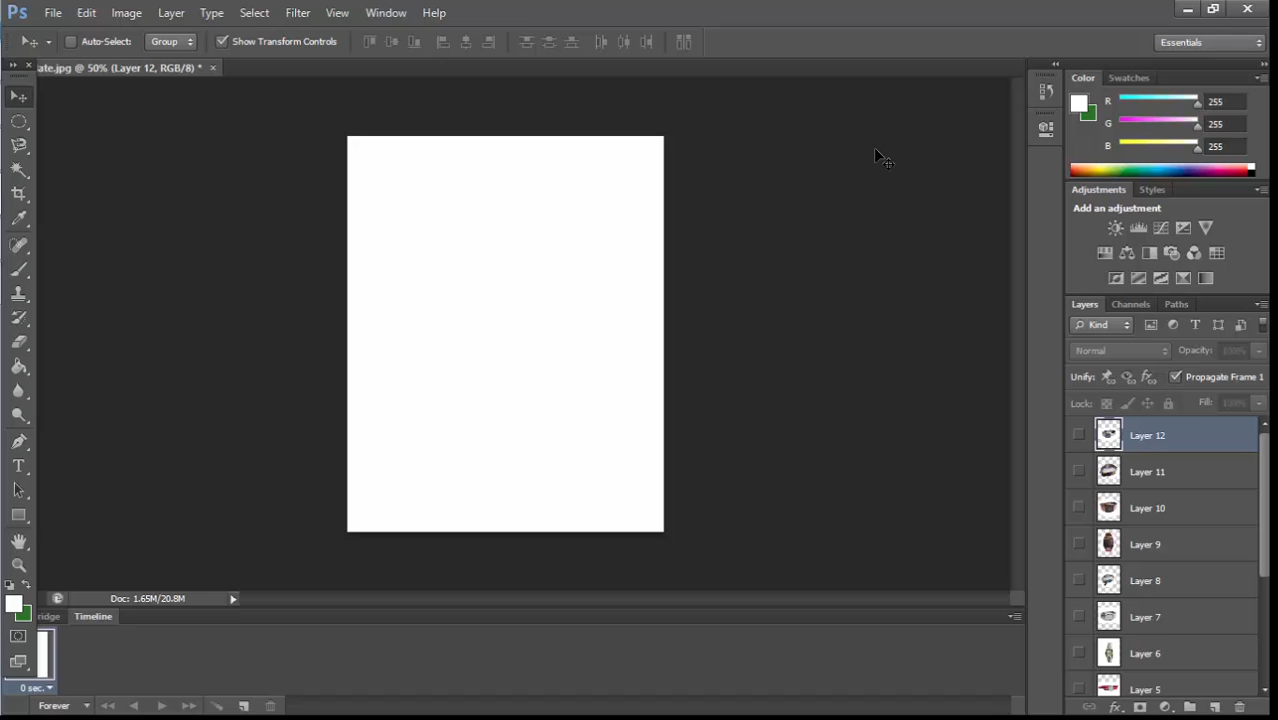 Ps File Edit Image Layer Type Select Filter View Window Help
Auto-Select: Group Show Transform Controls Essentials
ate.jpg @ 50% (Layer 12, RGB/8) * ×
Color Swatches
R 255
G 255
B 255
Adjustments Styles
Add an adjustment
Layers Channels Paths
Kind
Normal Opacity: 100%
Unify: Propagate Frame 1
Lock: Fill: 100%
Layer 12
Layer 11
Layer 10
Layer 9
Layer 8
Layer 7
Layer 6
Layer 5
Doc: 1.65M/20.8M
ridge Timeline
0 sec.
Forever